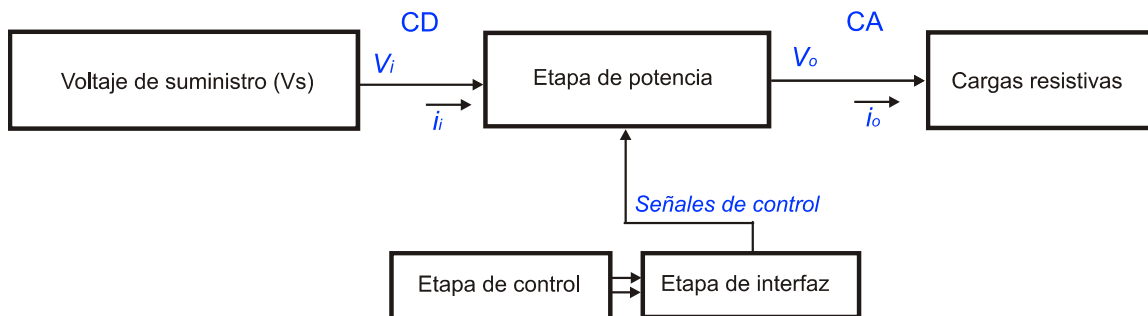 CD
CA
Voltaje de suministro (Vs)
Vi
Etapa de potencia
Vo
Cargas resistivas
ii
io
Señales de control
Etapa de control
Etapa de interfaz